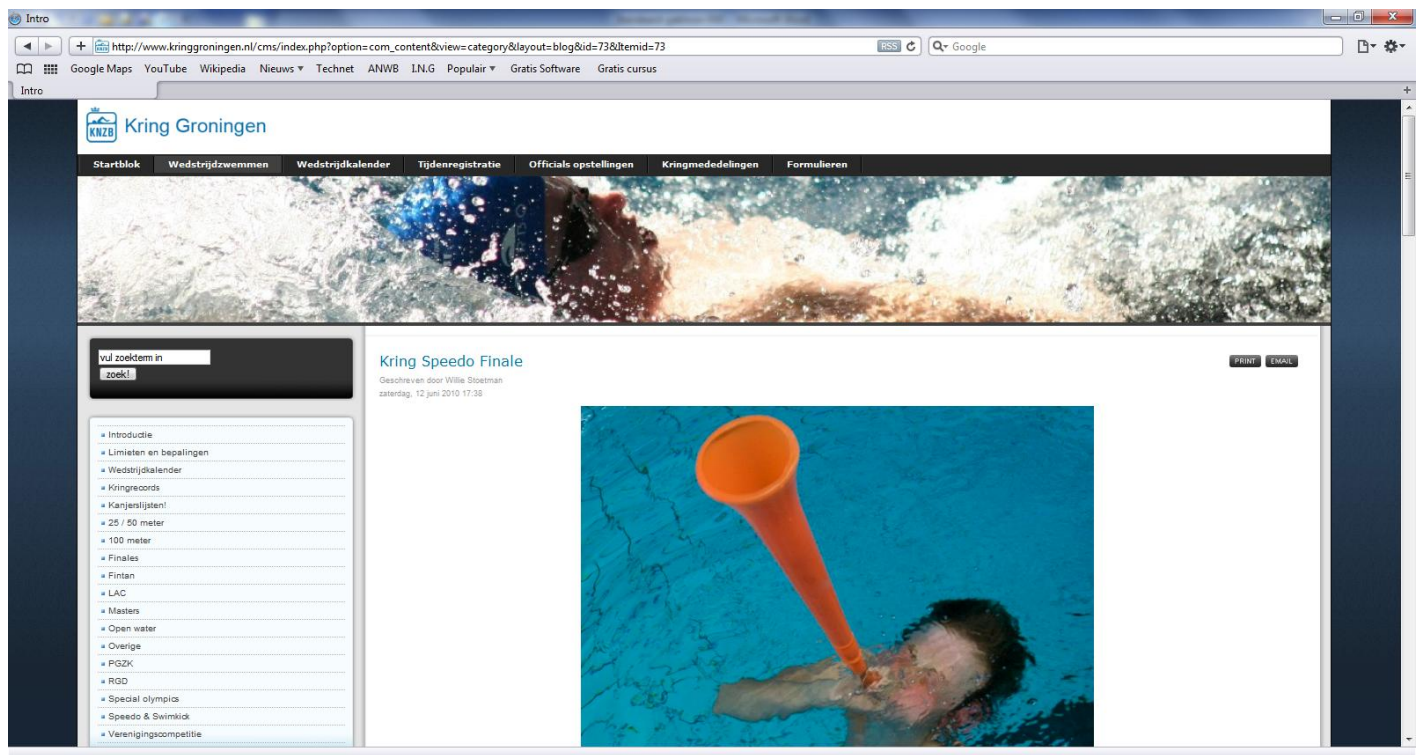 Intro
http://www.kringgroningen.nl/cms/index.php?option=com_content&view=category&layout=blog&id=73&Itemid=73
RSS
Google
Google Maps YouTube Wikipedia Nieuws Technet ANWB I.N.G Populair Gratis Software Gratis cursus
Intro
KNZB Kring Groningen
Startblok Wedstrijdzwemmen Wedstrijdkalender Tijdenregistratie Officials opstellingen Kringmededelingen Formulieren
vul zoekterm in
zoek!
Introductie
Limieten en bepalingen
Wedstrijdkalender
Kringrecords
Kanjerslijsten!
25 / 50 meter
100 meter
Finales
Fintan
LAC
Masters
Open water
Overige
PGZK
RGD
Special olympics
Speedo & Swimkick
Verenigingscompetitie
Kring Speedo Finale
PRINT EMAIL
Geschreven door Willie Stoetman
zaterdag, 12 juni 2010 17:38